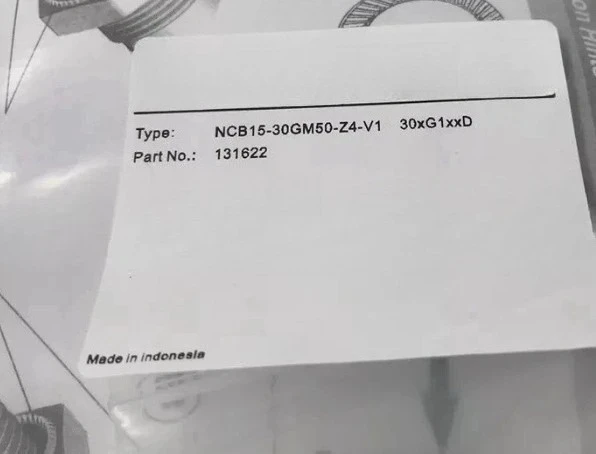 Type: NCB15-30GM50-Z4-V1 30xG1xxD
Part No.: 131622
Made in indonesia